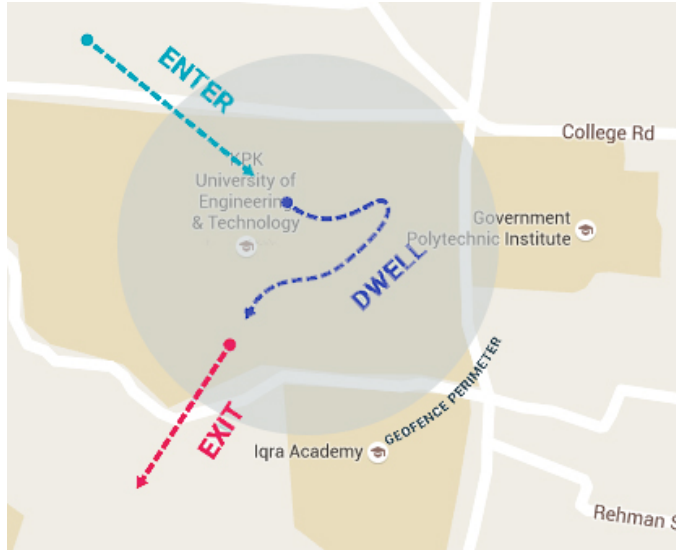 ENTER
College Rd
KPK
University of
Engineering
& Technology
Government
Polytechnic Institute
DWELL
GEOFENCE PERIMETER
EXIT
Iqra Academy
Rehman S